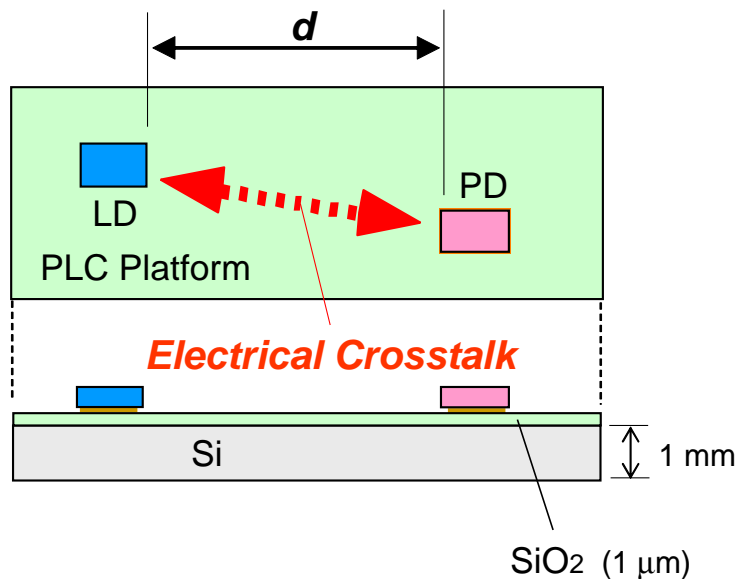 d
LD
PD
PLC Platform
Electrical Crosstalk
Si
1 mm
SiO2 (1 μm)